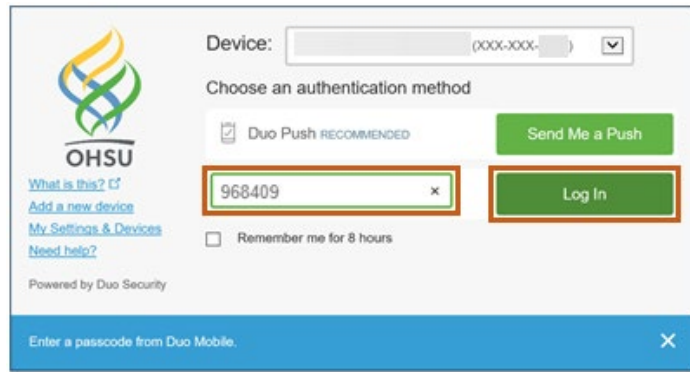 Device:
(XXX-XXX- )
Choose an authentication method
Duo Push RECOMMENDED
Send Me a Push
OHSU
What is this?
968409 ×
Log In
Add a new device
My Settings & Devices
Remember me for 8 hours
Need help?
Powered by Duo Security
Enter a passcode from Duo Mobile. ×